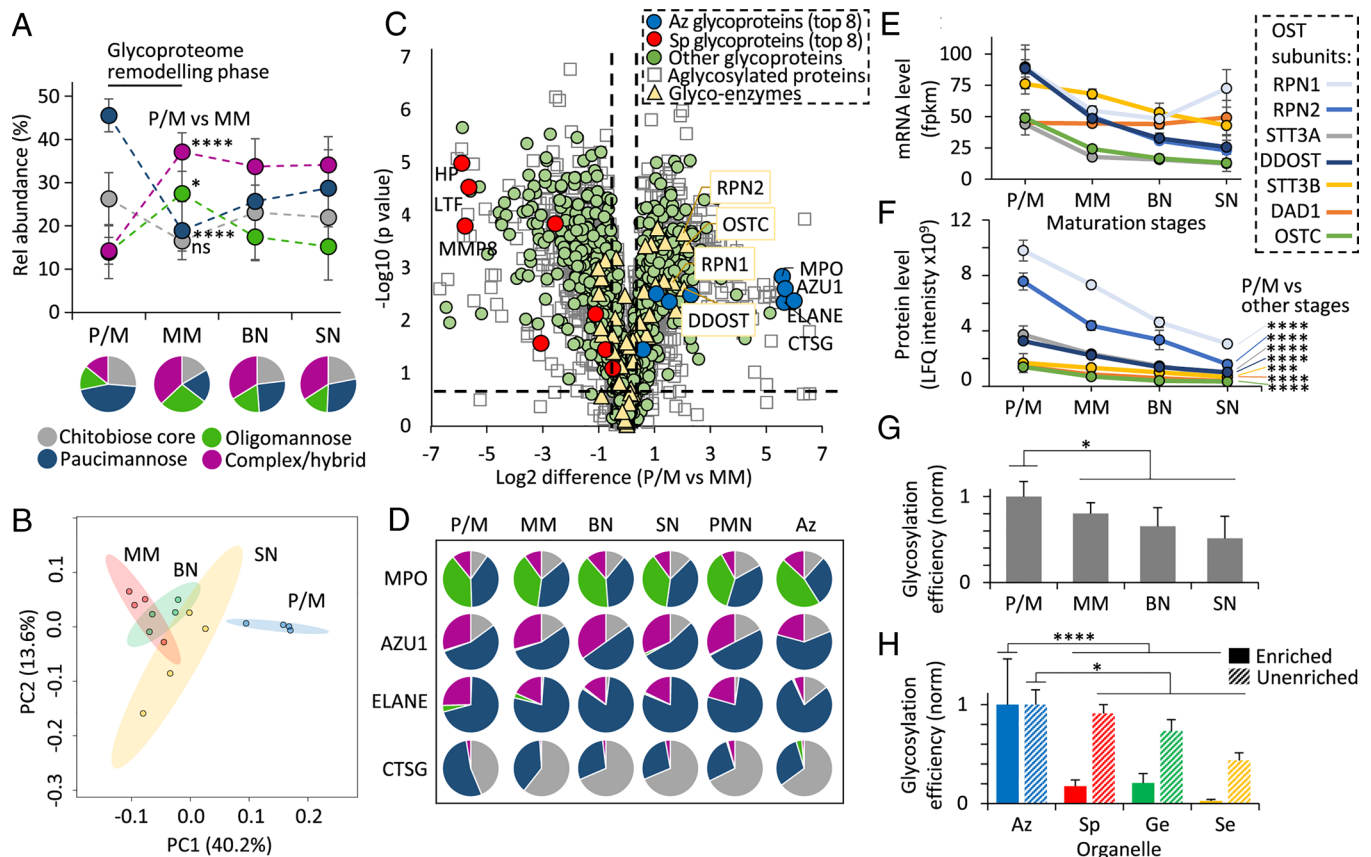 A
Glycoproteome
remodelling phase
P/M vs MM
Rel abundance (%)
50
40
30
20
10
0
****
*
****
ns
P/M MM BN SN
Chitobiose core
Oligomannose
Paucimannose
Complex/hybrid
B
MM
BN
SN
P/M
PC2 (13.6%)
0.1
0.0
-0.1
-0.2
-0.3
-0.1 0.0 0.1 0.2
PC1 (40.2%)
C
Az glycoproteins (top 8)
Sp glycoproteins (top 8)
Other glycoproteins
Aglycosylated proteins
Glyco-enzymes
-Log10 (p value)
7
6
5
4
3
2
1
0
HP
LTF
MMP8
RPN2
OSTC
RPN1
DDOST
MPO
AZU1
ELANE
CTSG
-7 -5 -3 -1 1 3 5 7
Log2 difference (P/M vs MM)
D
P/M MM BN SN PMN Az
MPO
AZU1
ELANE
CTSG
E
mRNA level
(fpkm)
100
75
50
25
0
P/M MM BN SN
Maturation stages
OST
subunits:
RPN1
RPN2
STT3A
DDOST
STT3B
DAD1
OSTC
F
Protein level
(LFQ intenisty x10⁹)
12
8
4
0
P/M MM BN SN
P/M vs
other stages
****
****
****
****
***
****
****
G
Glycosylation
efficiency (norm)
1
0
*
P/M MM BN SN
H
Glycosylation
efficiency (norm)
1
0
****
*
Enriched
Unenriched
Az Sp Ge Se
Organelle